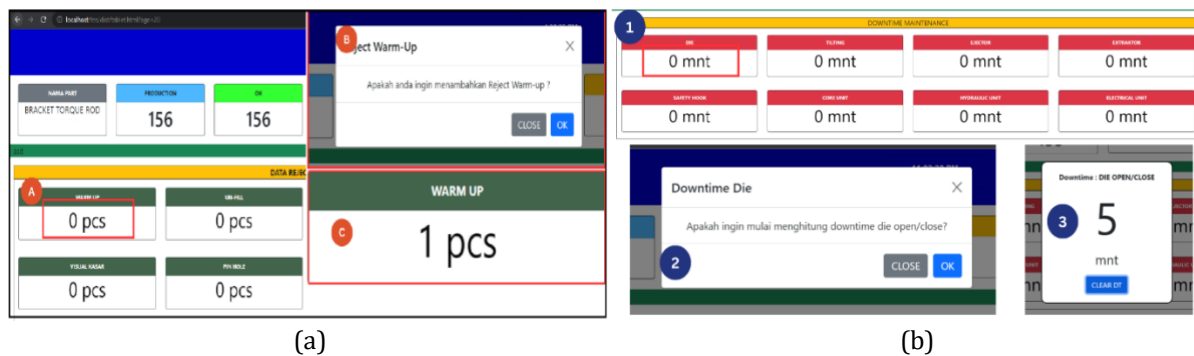 localhost
NAMA PART
BRACKET TORQUE ROD
PRODUCTION
156
OK
156
DATA REJEC
A
WARM UP
0 pcs
UN-FILL
0 pcs
VISUAL KASAR
0 pcs
PIN HOLE
0 pcs
B
ject Warm-Up
X
Apakah anda ingin menambahkan Reject Warm-up ?
CLOSE
OK
WARM UP
C
1 pcs
(a)
1
DOWNTIME MAINTENANCE
DIE
0 mnt
TILTING
0 mnt
EJECTOR
0 mnt
EXTRAKTOR
0 mnt
SAFETY HOOK
0 mnt
CORE UNIT
0 mnt
HYDRAULIC UNIT
0 mnt
ELECTRICAL UNIT
0 mnt
Downtime Die
X
Apakah ingin mulai menghitung downtime die open/close?
2
CLOSE
OK
Downtime : DIE OPEN/CLOSE
3
5
mnt
CLEAR DT
(b)